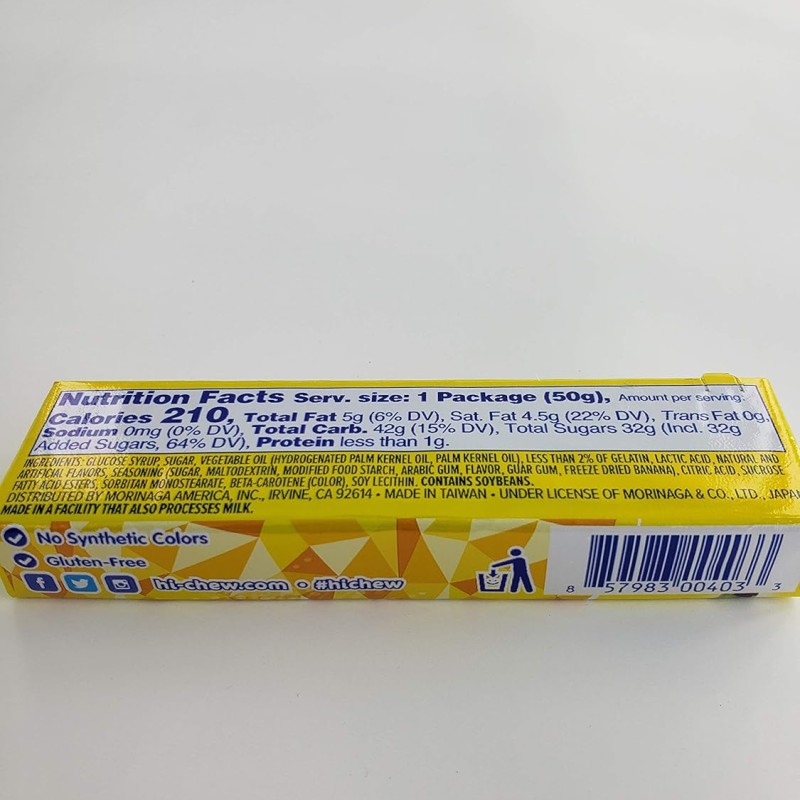 Nutrition Facts Serv. size: 1 Package (50g), Amount per serving:
Calories 210, Total Fat 5g (6% DV), Sat. Fat 4.5g (22% DV), Trans Fat 0g,
Sodium 0mg (0% DV), Total Carb. 42g (15% DV), Total Sugars 32g (Incl. 32g
Added Sugars, 64% DV), Protein less than 1g.
INGREDIENTS: GLUCOSE SYRUP, SUGAR, VEGETABLE OIL (HYDROGENATED PALM KERNEL OIL, PALM KERNEL OIL), LESS THAN 2% OF GELATIN, LACTIC ACID, NATURAL AND
ARTIFICIAL FLAVORS, SEASONING (SUGAR, MALTODEXTRIN, MODIFIED FOOD STARCH, ARABIC GUM, FLAVOR, GUAR GUM, FREEZE DRIED BANANA), CITRIC ACID, SUCROSE
FATTY ACID ESTERS, SORBITAN MONOSTEARATE, BETA-CAROTENE (COLOR), SOY LECITHIN. CONTAINS SOYBEANS.
DISTRIBUTED BY MORINAGA AMERICA, INC., IRVINE, CA 92614 • MADE IN TAIWAN • UNDER LICENSE OF MORINAGA & CO., LTD., JAPAN
MADE IN A FACILITY THAT ALSO PROCESSES MILK.
No Synthetic Colors
Gluten-Free
hi-chew.com • #hichew
8 57983 00403 3